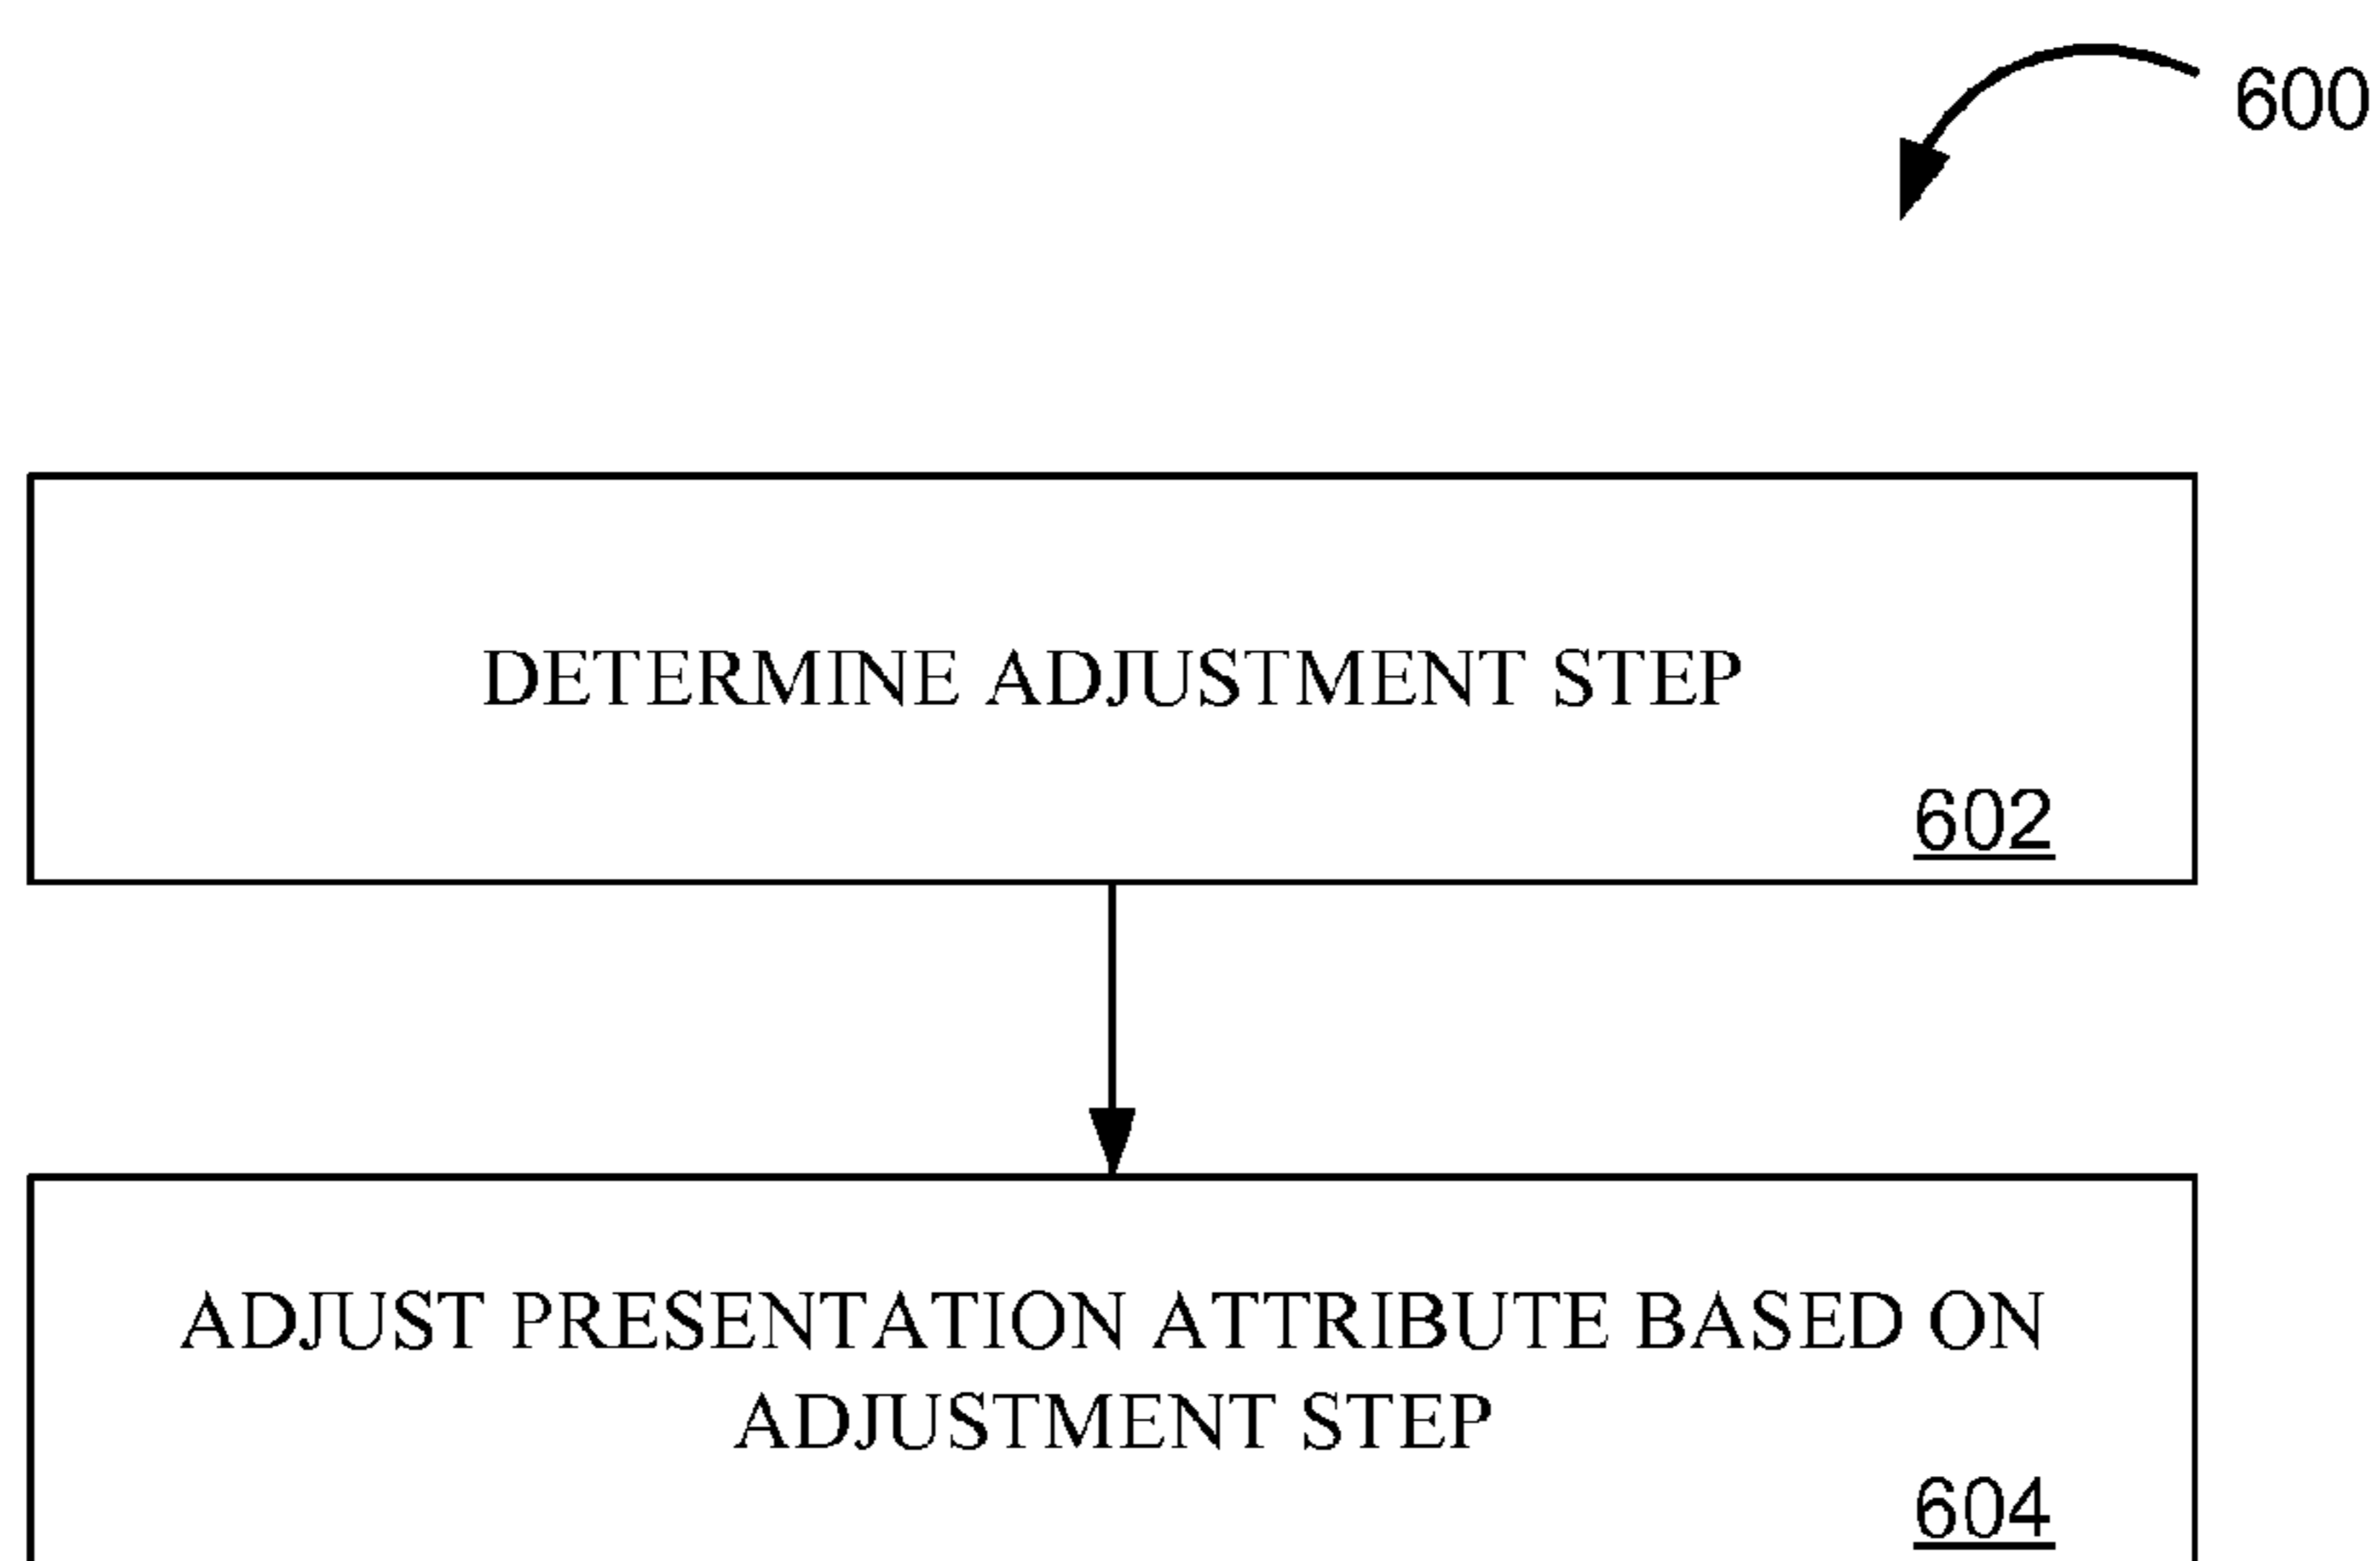 600
DETERMINE ADJUSTMENT STEP
602
ADJUST PRESENTATION ATTRIBUTE BASED ON
ADJUSTMENT STEP
604